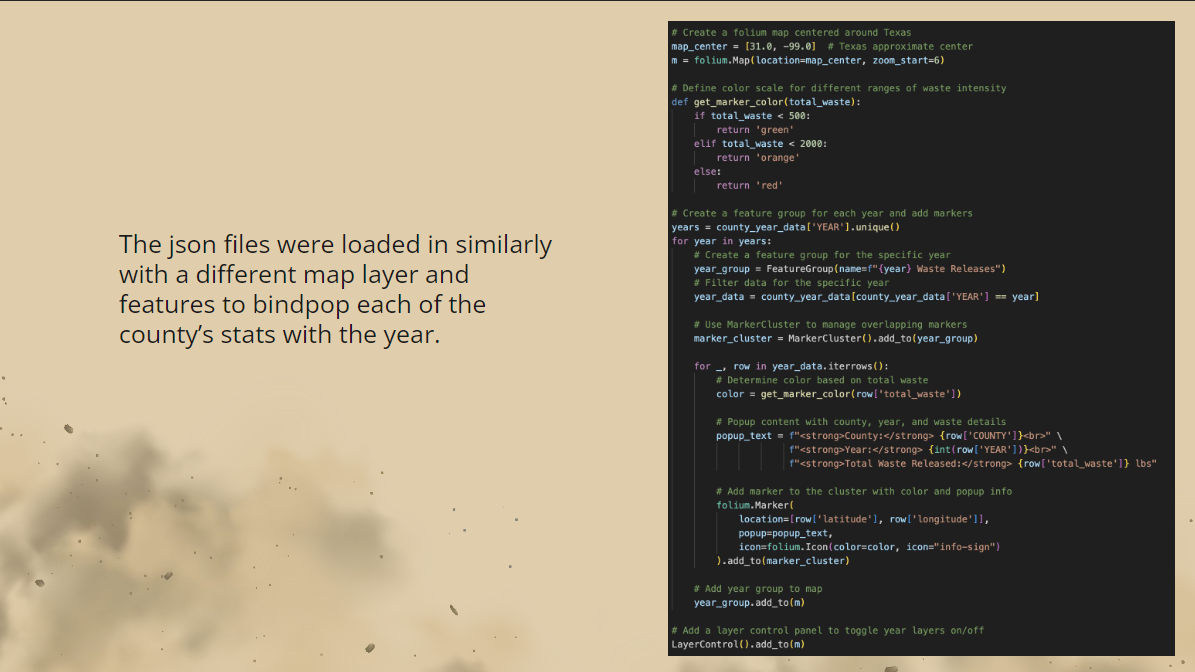 The json files were loaded in similarly
with a different map layer and
features to bindpop each of the
county’s stats with the year.
# Create a folium map centered around Texas
map_center = [31.0, -99.0]  # Texas approximate center
m = folium.Map(location=map_center, zoom_start=6)
# Define color scale for different ranges of waste intensity
def get_marker_color(total_waste):
    if total_waste < 500:
        return 'green'
    elif total_waste < 2000:
        return 'orange'
    else:
        return 'red'
# Create a feature group for each year and add markers
years = county_year_data['YEAR'].unique()
for year in years:
    # Create a feature group for the specific year
    year_group = FeatureGroup(name=f"{year} Waste Releases")
    # Filter data for the specific year
    year_data = county_year_data[county_year_data['YEAR'] == year]
    # Use MarkerCluster to manage overlapping markers
    marker_cluster = MarkerCluster().add_to(year_group)
    for _, row in year_data.iterrows():
        # Determine color based on total waste
        color = get_marker_color(row['total_waste'])
        # Popup content with county, year, and waste details
        popup_text = f"<strong>County:</strong> {row['COUNTY']}<br>" \
                     f"<strong>Year:</strong> {int(row['YEAR'])}<br>" \
                     f"<strong>Total Waste Released:</strong> {row['total_waste']} lbs"
        # Add marker to the cluster with color and popup info
        folium.Marker(
            location=[row['latitude'], row['longitude']],
            popup=popup_text,
            icon=folium.Icon(color=color, icon="info-sign")
        ).add_to(marker_cluster)
    # Add year group to map
    year_group.add_to(m)
# Add a layer control panel to toggle year layers on/off
LayerControl().add_to(m)